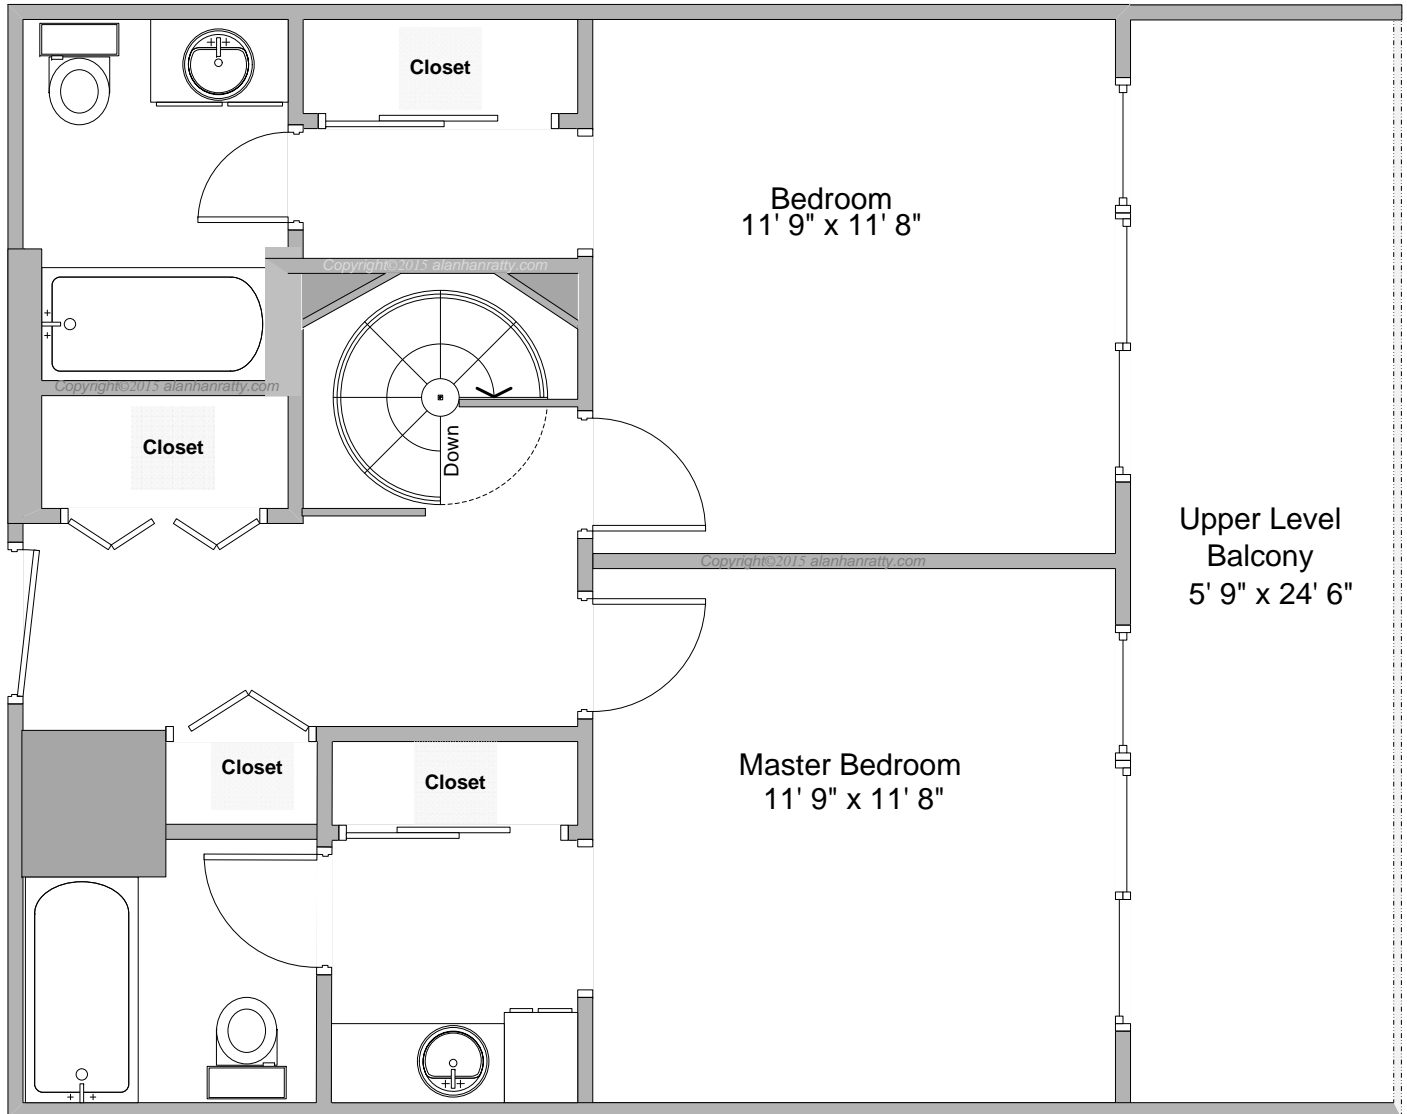 Closet
Bedroom
11' 9" x 11' 8"
Copyright©2015 alanhanratty.com
Copyright©2015 alanhanratty.com
Closet
Down
Upper Level
Balcony
5' 9" x 24' 6"
Copyright©2015 alanhanratty.com
Closet
Closet
Master Bedroom
11' 9" x 11' 8"